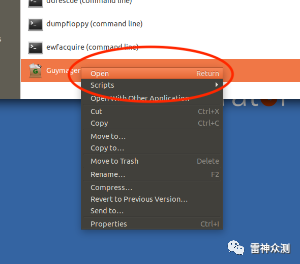 ddrescue (command line)
dumpfloppy (command line)
ewfacquire (command line)
Guymager
Open Return
Scripts
Open With Other Application
Cut Ctrl+X
Copy Ctrl+C
Move to…
Copy to…
Move to Trash Delete
Rename… F2
Compress…
Revert to Previous Version…
Send to…
Properties Ctrl+I
雷神众测